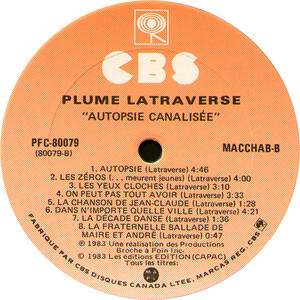 CBS
PLUME LATRAVERSE
"AUTOPSIE CANALISÉE"
PFC-80079
(80079-B)
MACCHAB-B
1. AUTOPSIE (Latraverse) 4:46
2. LES ZÉROS (... meurent jeunes) (Latraverse)
3. LES YEUX CLOCHES (Latraverse) 3:10
4. ON PEUT PAS TOUT AVOIR (Latraverse) 3:31
5. LA CHANSON DE JEAN-CLAUDE (Latraverse) 1:28
6. DANS N'IMPORTE QUELLE VILLE (Latraverse) 4:21
7. LA DÉCADE DANSE (Latraverse) 1:36
8. LA FRATERNELLE BALLADE DE
MAIRE ET ANDRÉ (Latraverse) 0:47
℗ 1983 Une réalisation des Productions
Broche à Foin Inc.
© 1983 Les éditions EDITION (CAPAC)
Tous les titres:
FABRIQUÉ PAR CBS DISQUES CANADA LTEE, MARCAS REG. CBS